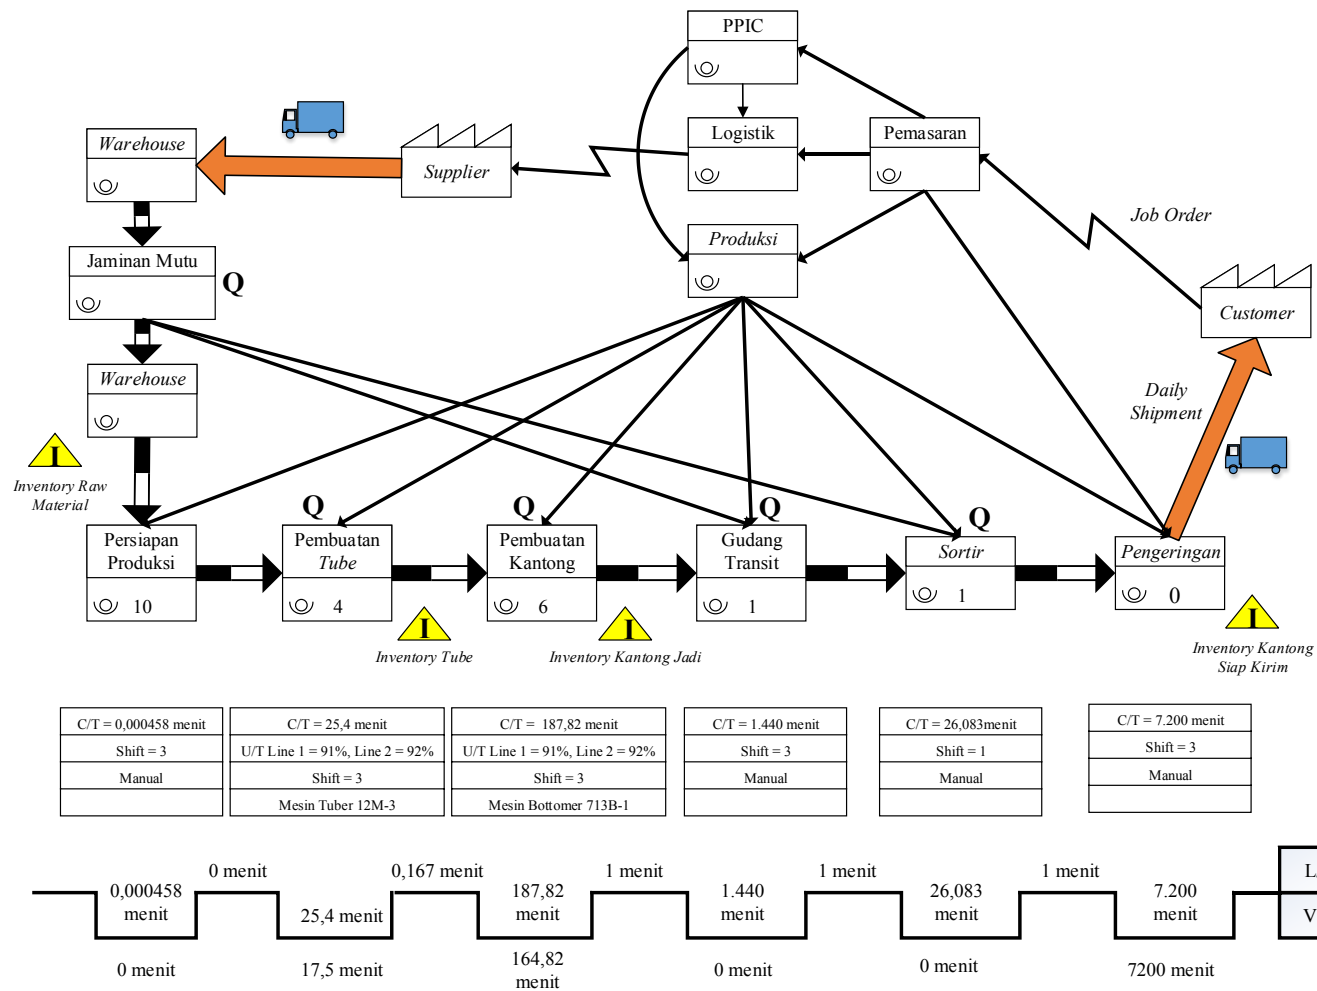 PPIC
Logistik
Pemasaran
Warehouse
Supplier
Job Order
Produksi
Jaminan Mutu
Q
Customer
Warehouse
Daily
Shipment
I
Inventory Raw
Material
Q
Q
Q
Q
Persiapan
Produksi
10
Pembuatan
Tube
4
Pembuatan
Kantong
6
Gudang
Transit
1
Sortir
1
Pengeringan
0
I
Inventory Tube
I
Inventory Kantong Jadi
I
Inventory Kantong
Siap Kirim
C/T = 0,000458 menit
Shift = 3
Manual
C/T = 25,4 menit
U/T Line 1 = 91%, Line 2 = 92%
Shift = 3
Mesin Tuber 12M-3
C/T =  187,82 menit
U/T Line 1 = 91%, Line 2 = 92%
Shift = 3
Mesin Bottomer 713B-1
C/T = 1.440 menit
Shift = 3
Manual
C/T = 26,083menit
Shift = 1
Manual
C/T = 7.200 menit
Shift = 3
Manual
0 menit
0,167 menit
1 menit
1 menit
1 menit
0,000458
menit
25,4 menit
187,82
menit
1.440
menit
26,083
menit
7.200
menit
L
V
0 menit
17,5 menit
164,82
menit
0 menit
0 menit
7200 menit